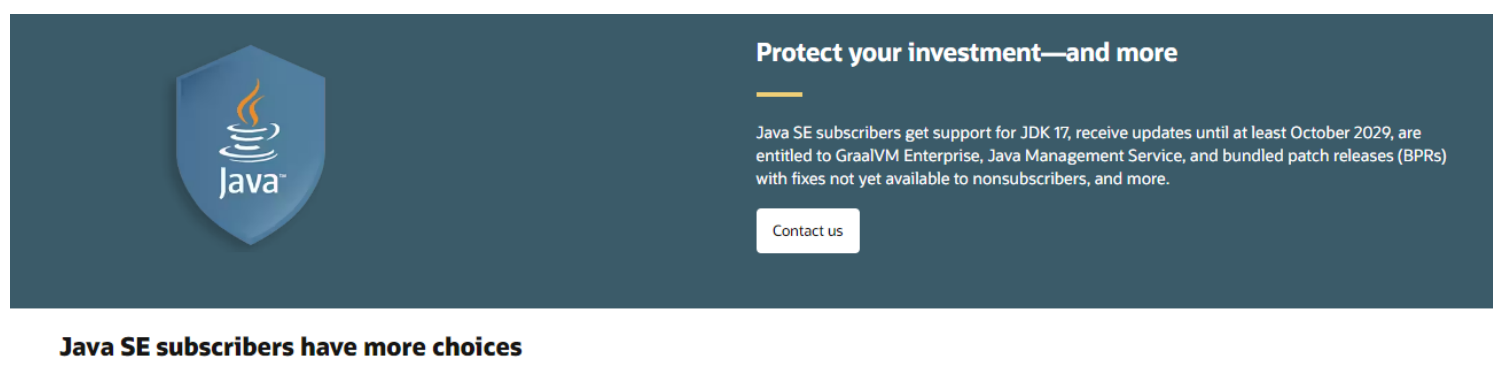 Java™
Protect your investment—and more
Java SE subscribers get support for JDK 17, receive updates until at least October 2029, are
entitled to GraalVM Enterprise, Java Management Service, and bundled patch releases (BPRs)
with fixes not yet available to nonsubscribers, and more.
Contact us
Java SE subscribers have more choices